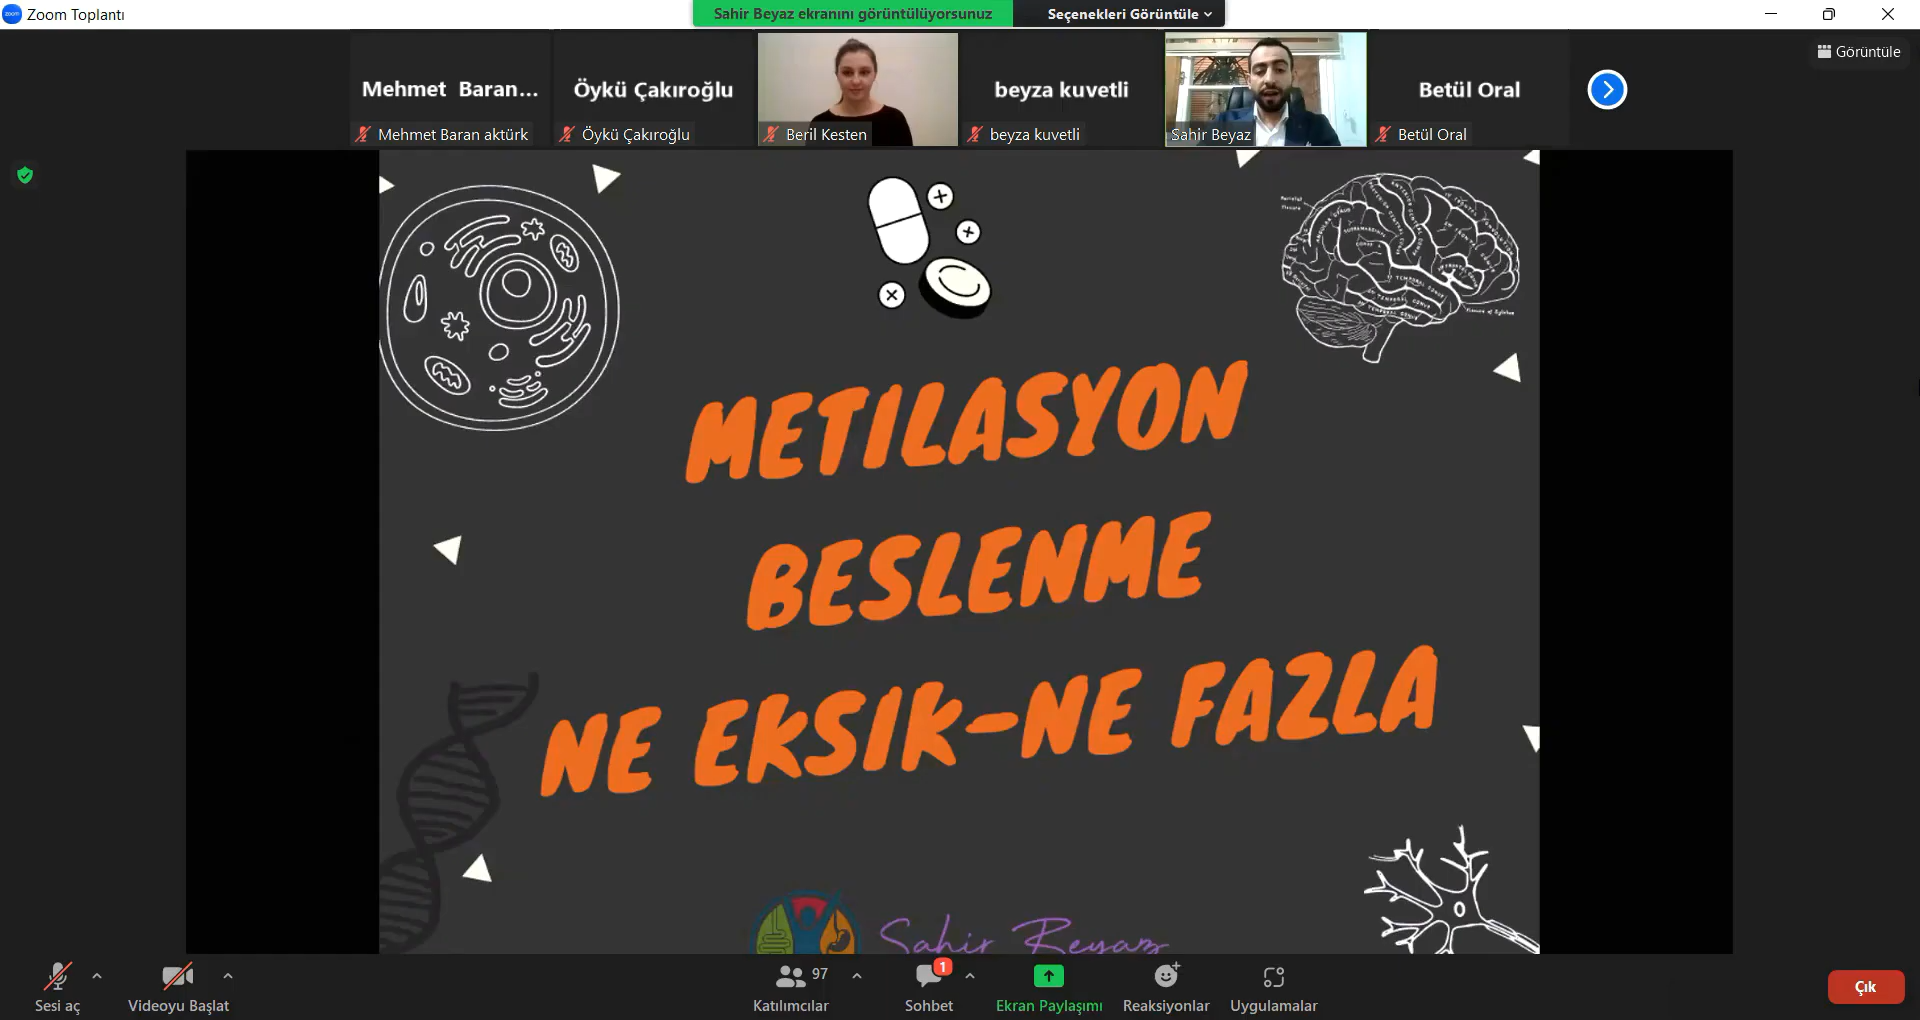 zoom Zoom Toplantı
Sahir Beyaz ekranını görüntülüyorsunuz
Seçenekleri Görüntüle
Görüntüle
Mehmet Baran...
Öykü Çakıroğlu
beyza kuvetli
Betül Oral
Mehmet Baran aktürk
Öykü Çakıroğlu
Beril Kesten
beyza kuvetli
Sahir Beyaz
Betül Oral
METILASYON
BESLENME
NE EKSIK-NE FAZLA
Sahir Beyaz
97
1
Sesi aç
Videoyu Başlat
Katılımcılar
Sohbet
Ekran Paylaşımı
Reaksiyonlar
Uygulamalar
Çık